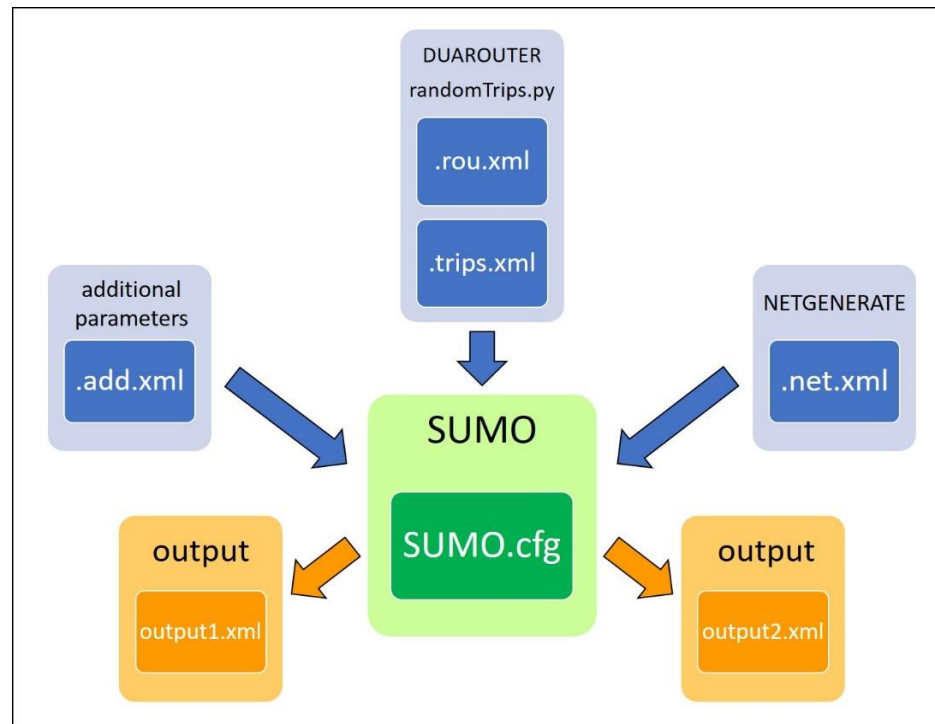 DUAROUTER
randomTrips.py
.rou.xml
.trips.xml
additional
parameters
.add.xml
NETGENERATE
.net.xml
SUMO
SUMO.cfg
output
output1.xml
output
output2.xml